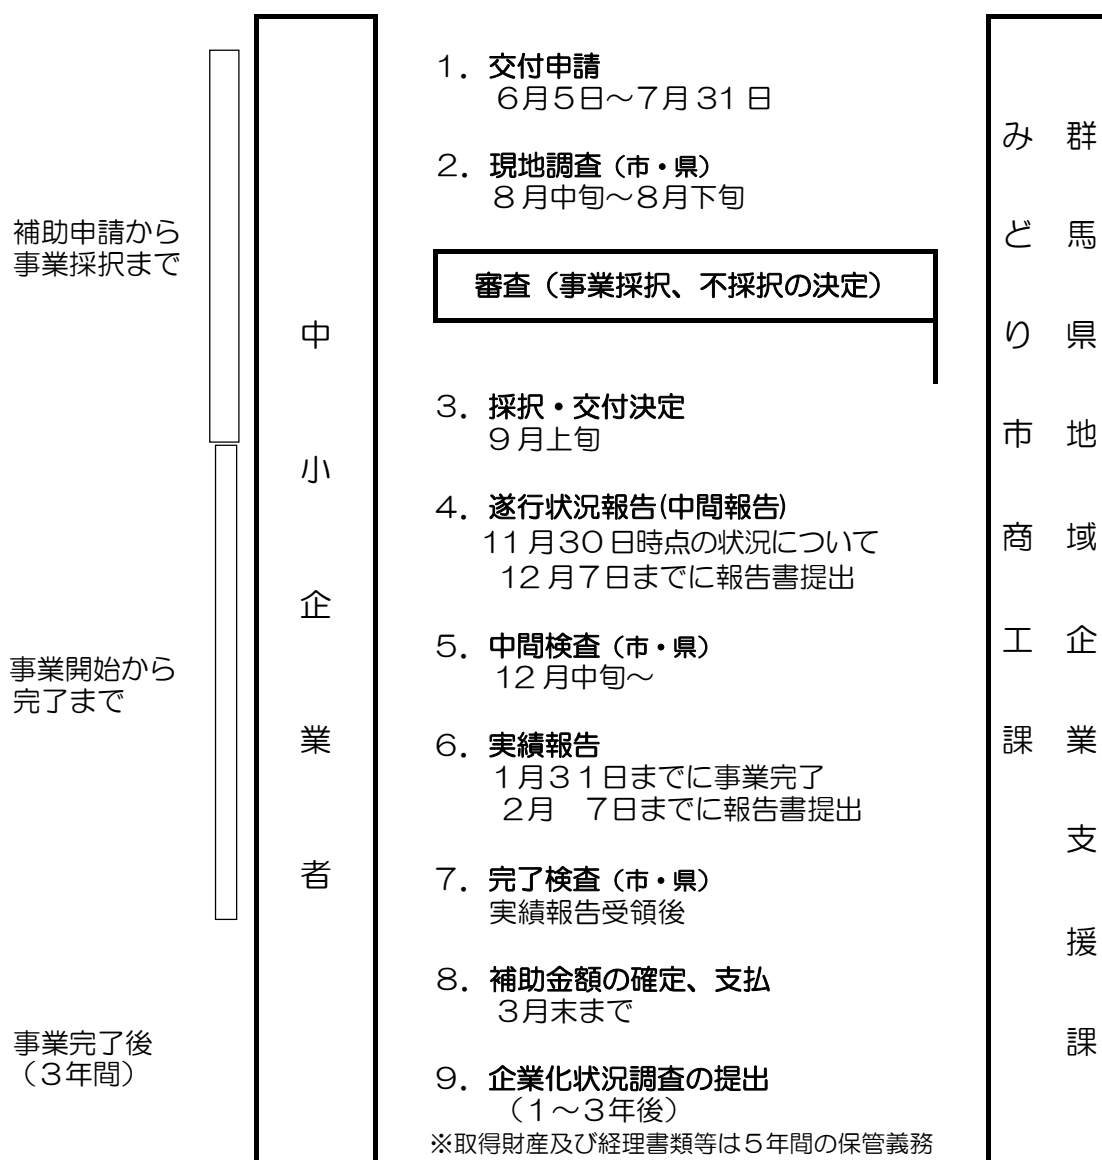 補助申請から
事業採択まで
事業開始から
完了まで
事業完了後
（３年間）
中小企業者
１．交付申請
６月５日～７月31日
２．現地調査（市・県）
８月中旬～８月下旬
審査（事業採択、不採択の決定）
３．採択・交付決定
９月上旬
４．遂行状況報告(中間報告)
11月30日時点の状況について
12月７日までに報告書提出
５．中間検査（市・県）
12月中旬～
６．実績報告
１月３１日までに事業完了
２月　７日までに報告書提出
７．完了検査（市・県）
実績報告受領後
８．補助金額の確定、支払
３月末まで
９．企業化状況調査の提出
（１～３年後）
※取得財産及び経理書類等は５年間の保管義務
群馬県地域企業支援課
みどり市商工課